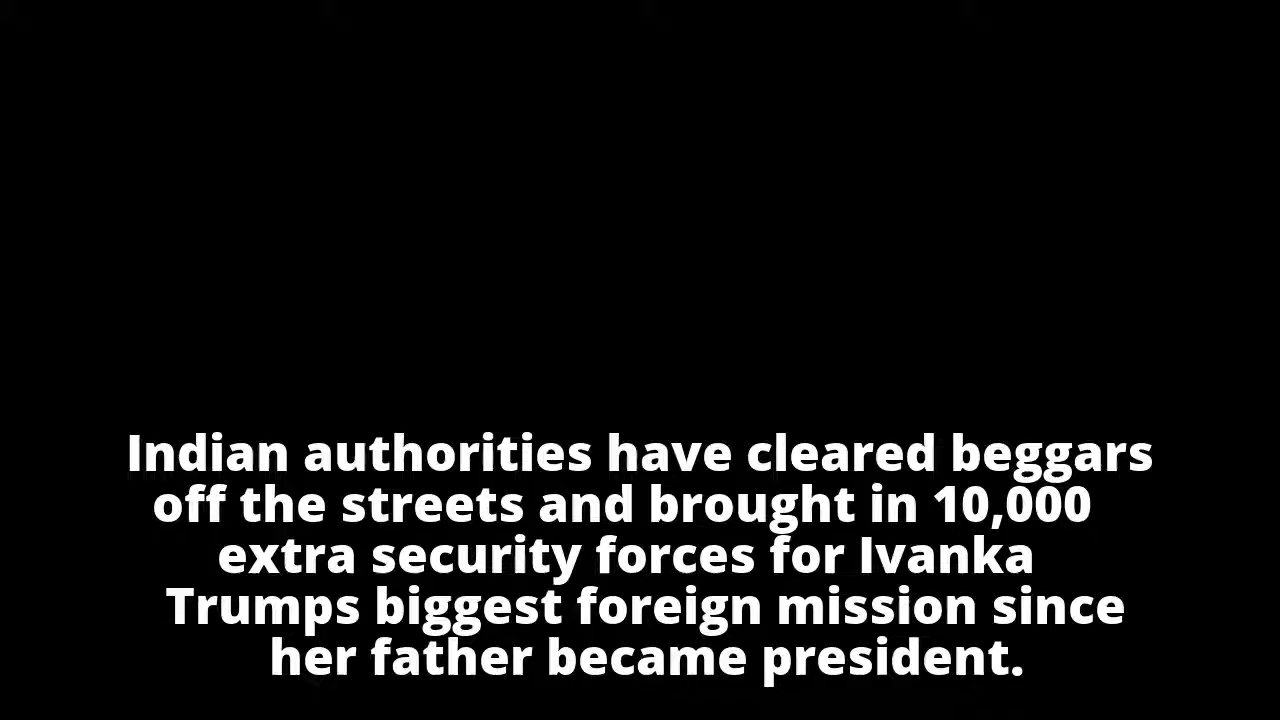 Indian authorities have cleared beggars
off the streets and brought in 10,000
extra security forces for Ivanka
Trumps biggest foreign mission since
her father became president.